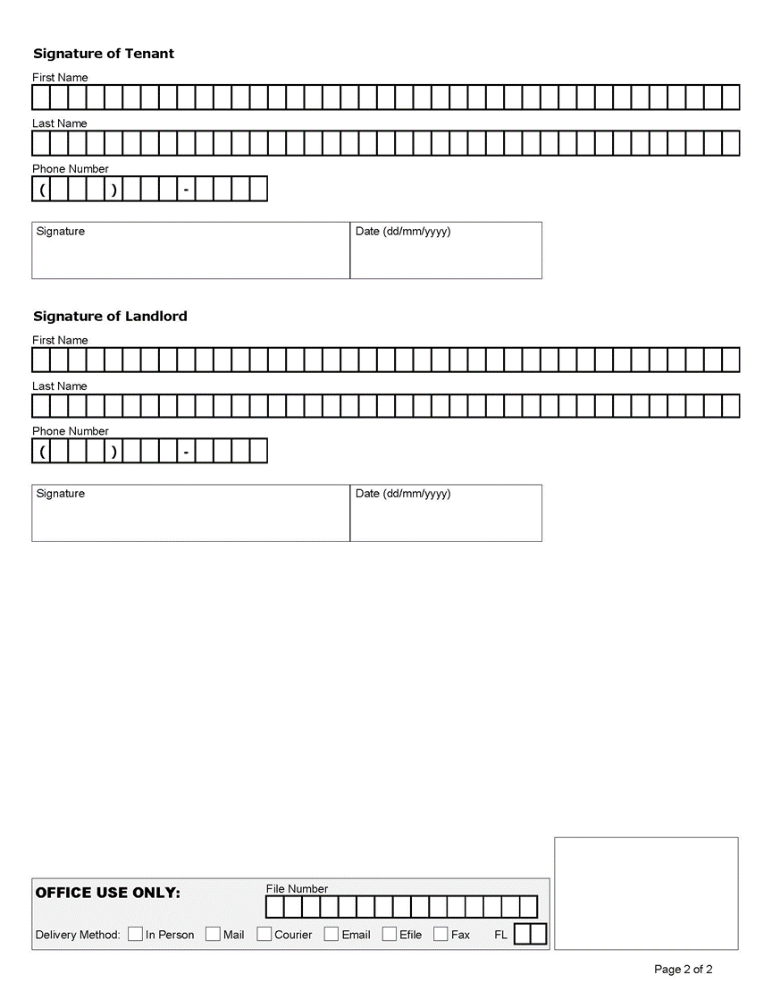 Signature of Tenant
First Name
Last Name
Phone Number
( ) -
Signature Date (dd/mm/yyyy)
Signature of Landlord
First Name
Last Name
Phone Number
( ) -
Signature Date (dd/mm/yyyy)
OFFICE USE ONLY: File Number
Delivery Method: In Person Mail Courier Email Efile Fax FL
Page 2 of 2